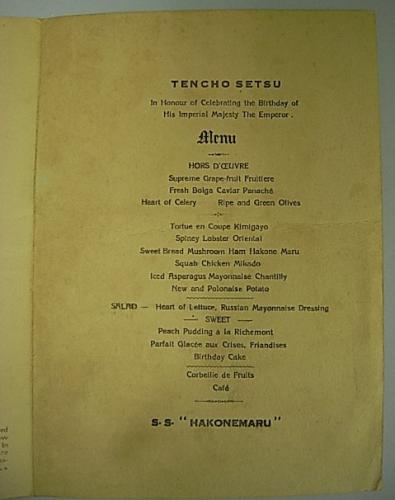 TENCHO SETSU
In Honour of Celebrating the Birthday of
His Imperial Majesty The Emperor.
Menu
HORS D'ŒUVRE
Supreme Grape-fruit Fruitiere
Fresh Bolga Caviar Panaché
Heart of Celery Ripe and Green Olives
Tortue en Coupe Kimigayo
Spiney Lobster Oriental
Sweet Bread Mushroom Ham Hakone Maru
Squab Chicken Mikado
Iced Asparagus Mayonnaise Chantilly
New and Polonaise Potato
SALAD — Heart of Lettuce, Russian Mayonnaise Dressing
— SWEET —
Peach Pudding à la Richemont
Parfait Glacée aux Crises, Friandises
Birthday Cake
Corbeille de Fruits
Café
S·S· "HAKONEMARU"